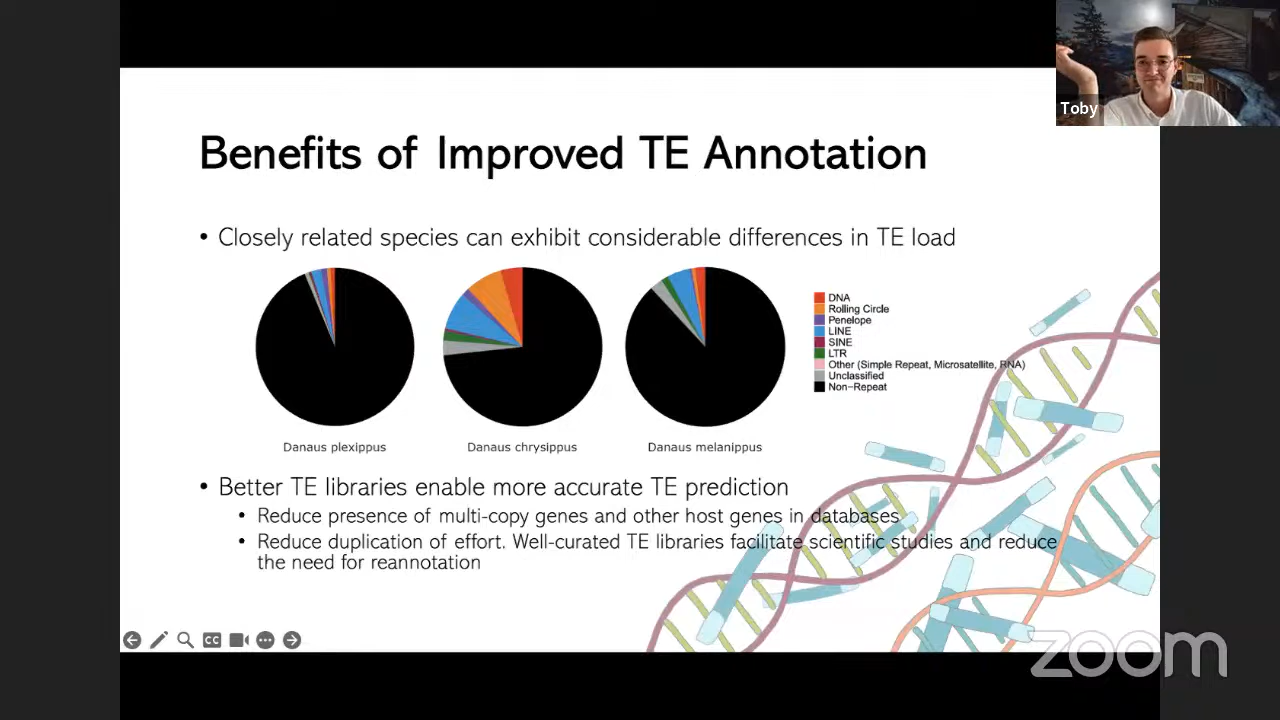 Toby
Benefits of Improved TE Annotation
• Closely related species can exhibit considerable differences in TE load
DNA
Rolling Circle
Penelope
LINE
SINE
LTR
Other (Simple Repeat, Microsatellite, RNA)
Unclassified
Non-Repeat
Danaus plexippus
Danaus chrysippus
Danaus melanippus
• Better TE libraries enable more accurate TE prediction
• Reduce presence of multi-copy genes and other host genes in databases
• Reduce duplication of effort. Well-curated TE libraries facilitate scientific studies and reduce
the need for reannotation
CC
zoom